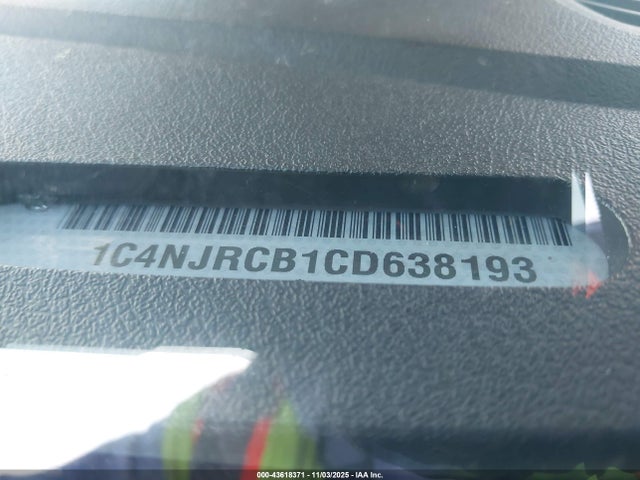 1C4NJRCB1CD638193
000-43618371 - 11/03/2025 - IAA Inc.